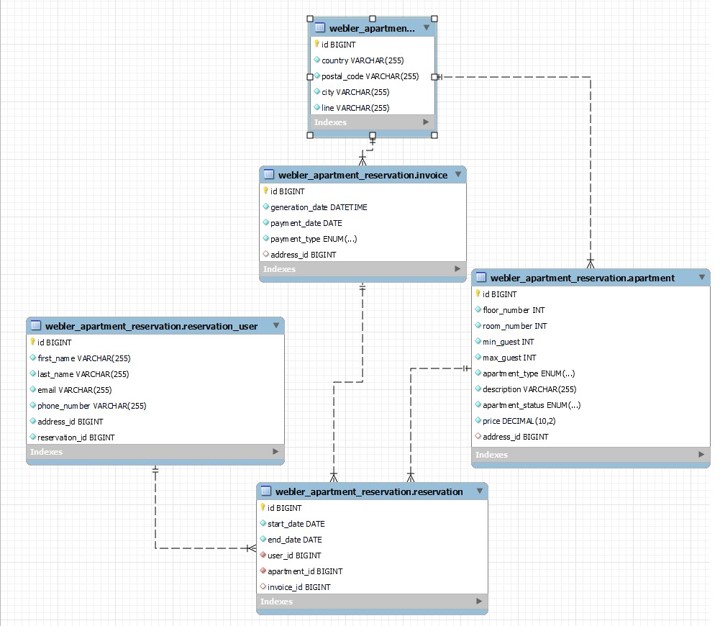 webler_apartmen...
id BIGINT
country VARCHAR(255)
postal_code VARCHAR(255)
city VARCHAR(255)
line VARCHAR(255)
Indexes
webler_apartment_reservation.invoice
id BIGINT
generation_date DATETIME
payment_date DATE
payment_type ENUM(...)
address_id BIGINT
Indexes
webler_apartment_reservation.apartment
id BIGINT
floor_number INT
room_number INT
min_guest INT
max_guest INT
apartment_type ENUM(...)
description VARCHAR(255)
apartment_status ENUM(...)
price DECIMAL(10,2)
address_id BIGINT
Indexes
webler_apartment_reservation.reservation_user
id BIGINT
first_name VARCHAR(255)
last_name VARCHAR(255)
email VARCHAR(255)
phone_number VARCHAR(255)
address_id BIGINT
reservation_id BIGINT
Indexes
webler_apartment_reservation.reservation
id BIGINT
start_date DATE
end_date DATE
user_id BIGINT
apartment_id BIGINT
invoice_id BIGINT
Indexes